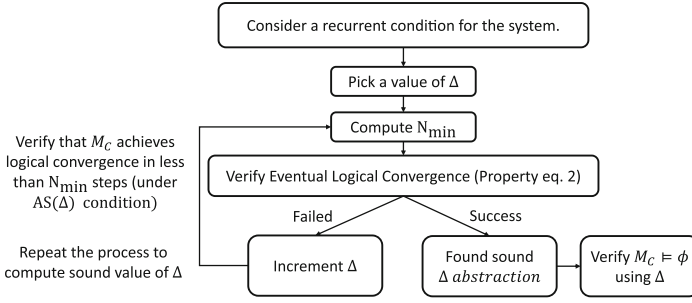 Consider a recurrent condition for the system.
Pick a value of Δ
Compute N_min
Verify that M_C achieves
logical convergence in less
than N_min steps (under
AS(Δ) condition)
Verify Eventual Logical Convergence (Property eq. 2)
Failed
Success
Repeat the process to
compute sound value of Δ
Increment Δ
Found sound
Δ abstraction
Verify M_C ⊨ ϕ
using Δ